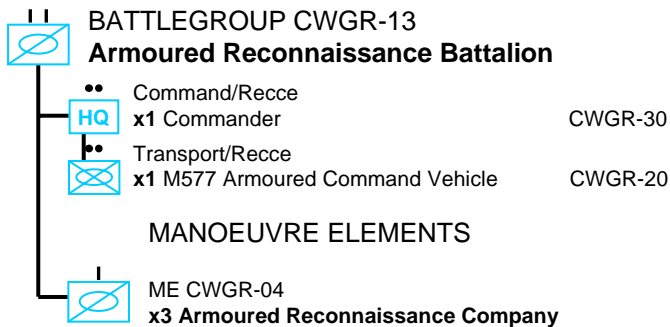 BATTLEGROUP CWGR-13
Armoured Reconnaissance Battalion
Command/Recce
HQ x1 Commander CWGR-30
Transport/Recce
x1 M577 Armoured Command Vehicle CWGR-20
MANOEUVRE ELEMENTS
ME CWGR-04
x3 Armoured Reconnaissance Company